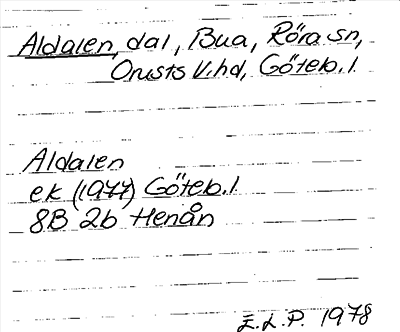 Aldalen, dal, Bua, Röra sn,
Orusts V.hd, Göteb.l
Aldalen
ek (1977) Göteb.l
8B 2b Henån
E.L.P. 1978